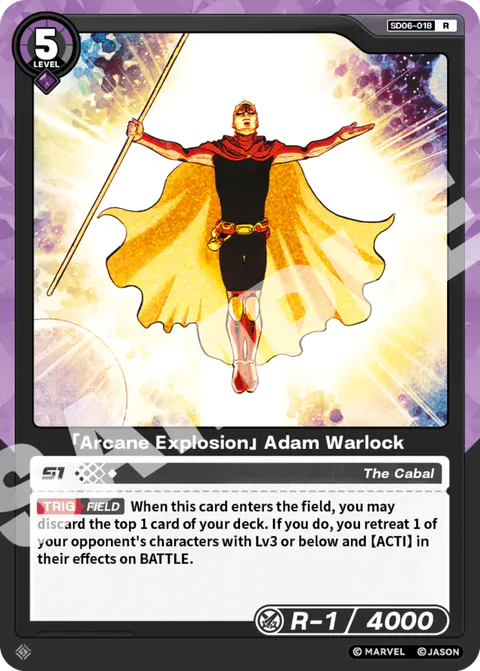 5
LEVEL
SD06-018 R
SAMPLE
「Arcane Explosion」 Adam Warlock
S1
The Cabal
TRIG FIELD When this card enters the field, you may
discard the top 1 card of your deck. If you do, you retreat 1 of
your opponent's characters with Lv3 or below and 【ACTI】 in
their effects on BATTLE.
R-1 / 4000
© MARVEL © JASON